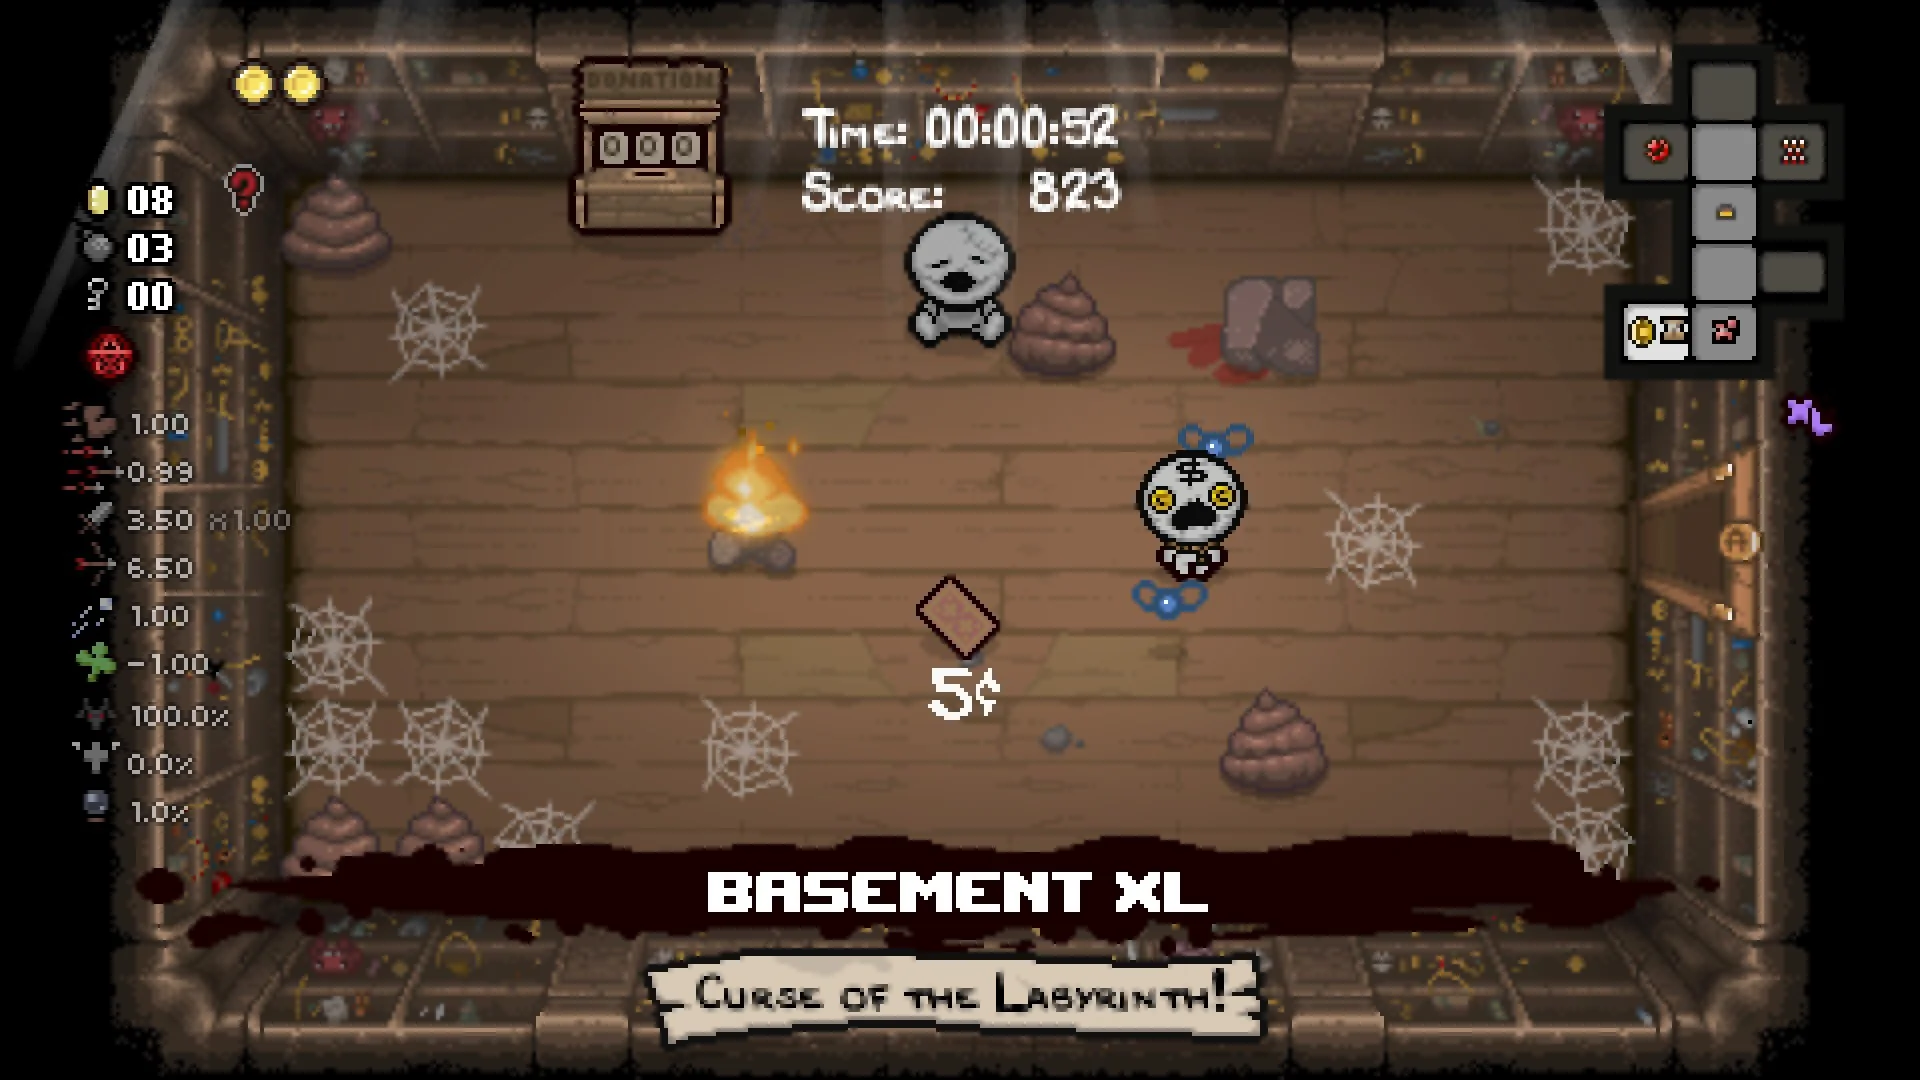 DONATION
000
TIME: 00:00:52
SCORE: 823
08
03
00
1.00
0.99
3.50 x1.00
6.50
1.00
-1.00
100.0%
0.0%
1.0%
$
5¢
BASEMENT XL
CURSE OF THE LABYRINTH!